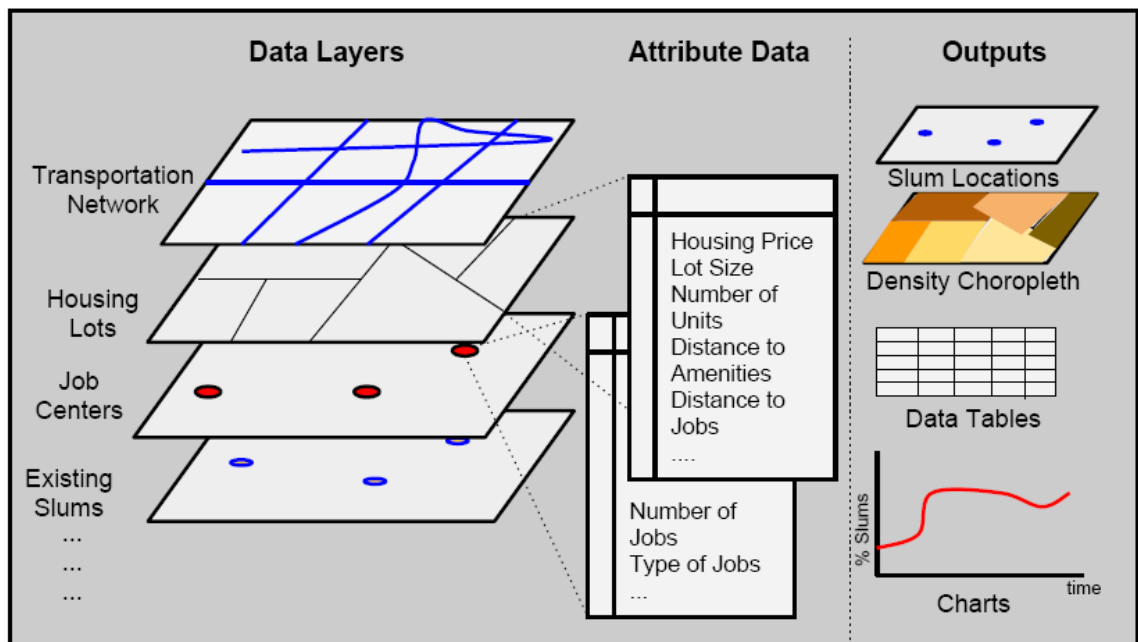 Data Layers
Transportation
Network
Housing
Lots
Job
Centers
Existing
Slums
...
...
...
Attribute Data
Housing Price
Lot Size
Number of
Units
Distance to
Amenities
Distance to
Jobs
....
Number of
Jobs
Type of Jobs
...
Outputs
Slum Locations
Density Choropleth
Data Tables
% Slums
time
Charts